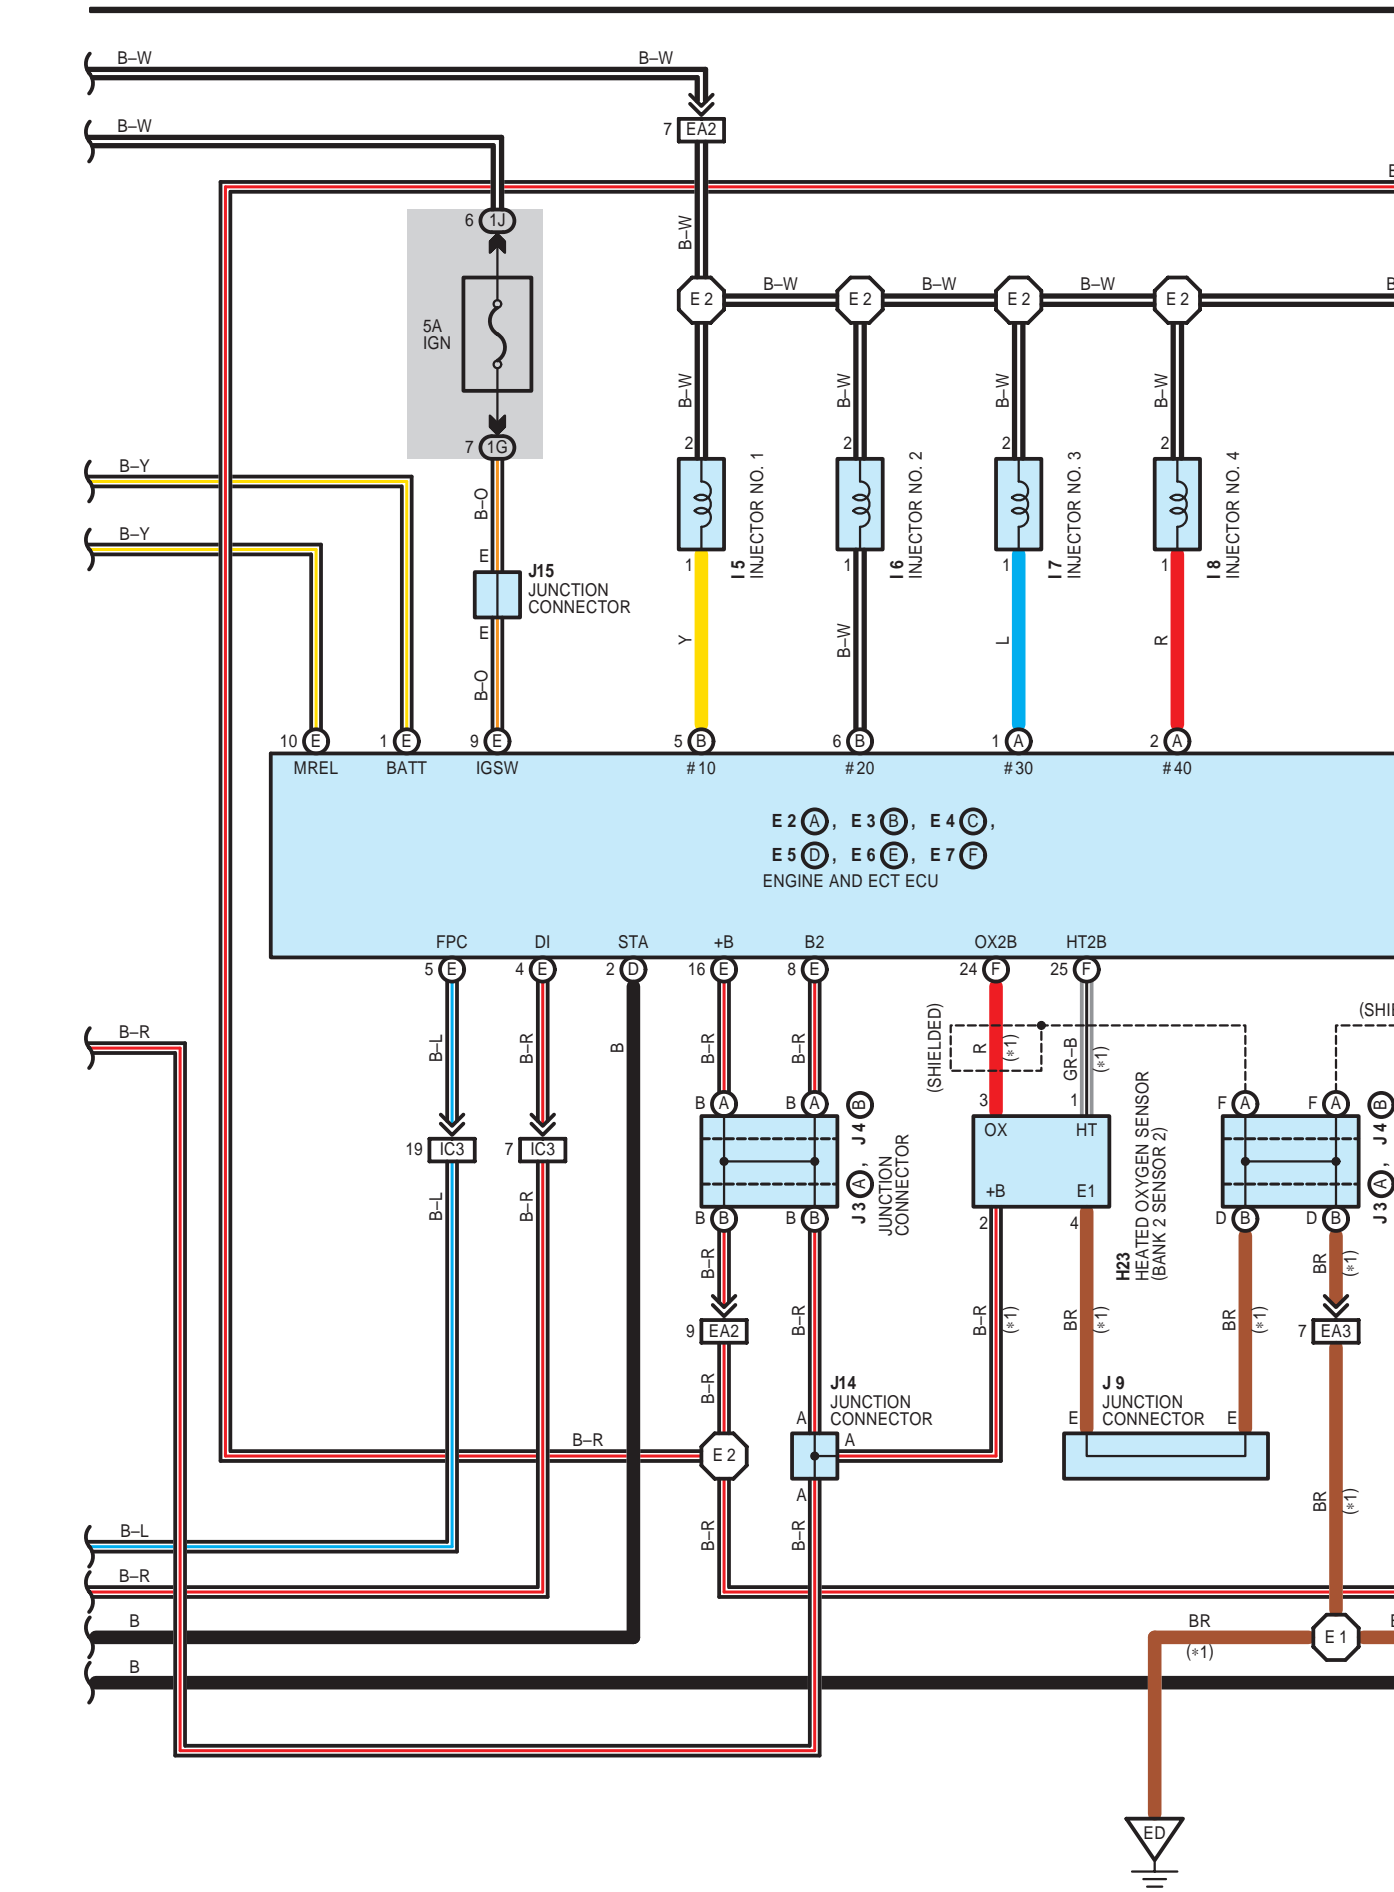 B–W B–W
7 EA2
B–W
6 1J
B–W
E 2 B–W E 2 B–W E 2 B–W E 2
5A
IGN
B–W B–W B–W B–W
7 1G
2 2 2 2
B–Y
B–O
I 5
INJECTOR NO. 1
I 6
INJECTOR NO. 2
I 7
INJECTOR NO. 3
I 8
INJECTOR NO. 4
B–Y
E
J15
JUNCTION
CONNECTOR
1 1 1 1
E
Y B–W L R
B–O
10 E 1 E 9 E 5 B 6 B 1 A 2 A
MREL BATT IGSW #10 #20 #30 #40
E 2 A , E 3 B , E 4 C ,
E 5 D , E 6 E , E 7 F
ENGINE AND ECT ECU
FPC DI STA +B B2 OX2B HT2B
5 E 4 E 2 D 16 E 8 E 24 F 25 F
(SHIELDED)
(SHI
B–R
B–L B–R B B–R B–R R (*1) GR–B (*1)
B A B A 3 1 F A F A
J 3 A , J 4 B
JUNCTION
CONNECTOR
OX HT
+B E1
H23
HEATED OXYGEN SENSOR
(BANK 2 SENSOR 2)
J 3 A , J 4 B
19 IC3 7 IC3
B–L B–R
B B B B 2 4 D B D B
B–R BR (*1)
B–R B–R (*1) BR (*1) BR (*1)
9 EA2 7 EA3
B–R
J14
JUNCTION
CONNECTOR
J 9
JUNCTION
CONNECTOR
A E E
B–R E 2 A
A
B–R B–R BR (*1)
B–L
B–R
B
BR
(*1)
E 1
B
ED